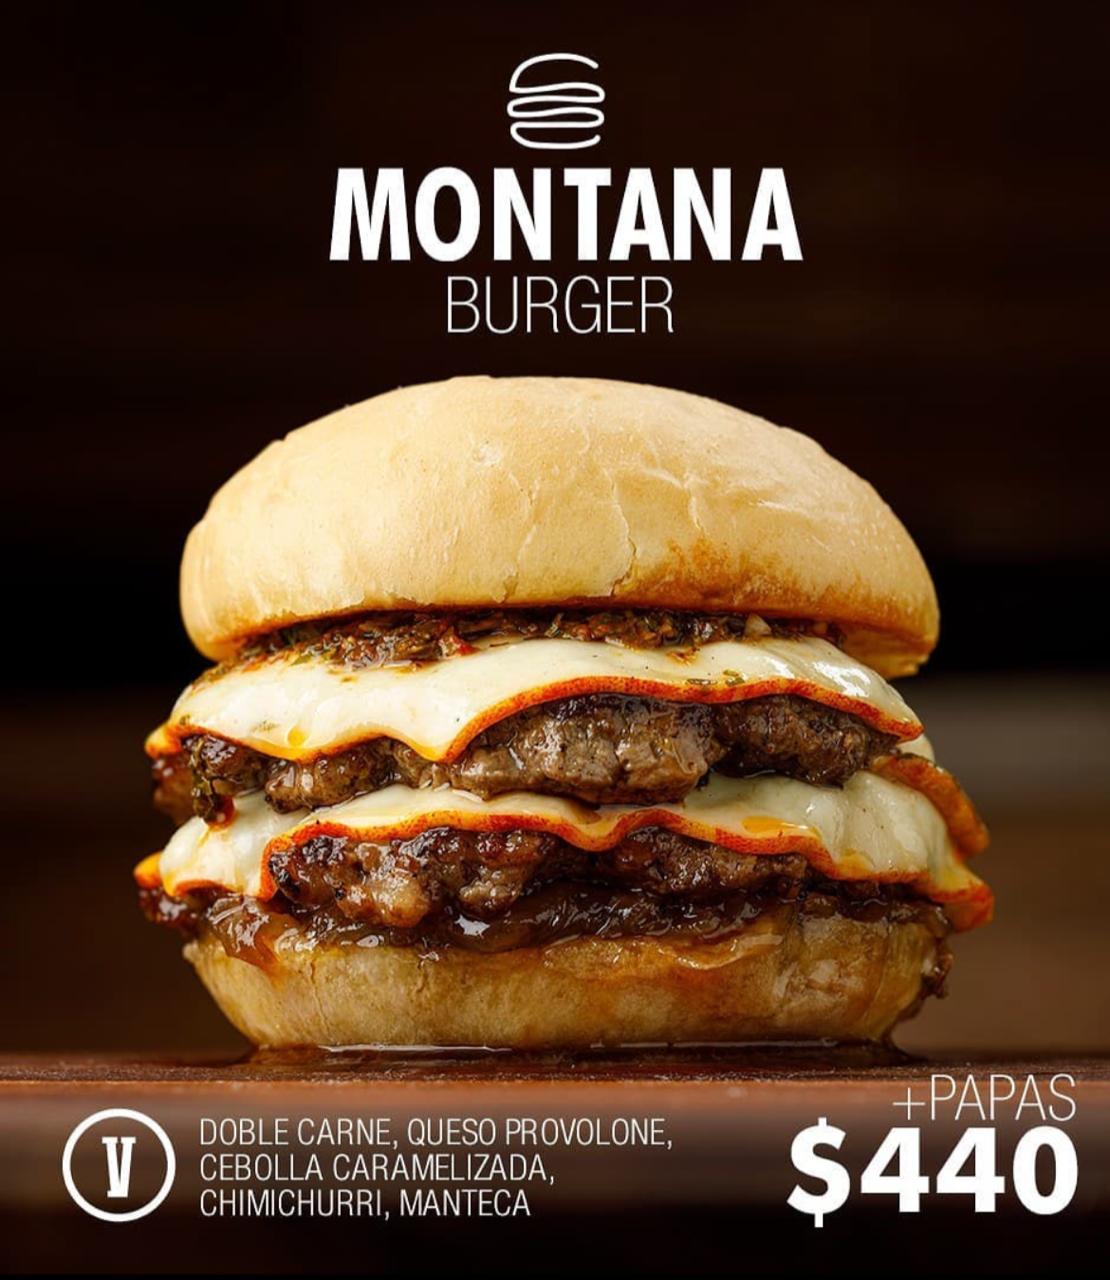 MONTANA
BURGER
+PAPAS
$440
V
DOBLE CARNE, QUESO PROVOLONE,
CEBOLLA CARAMELIZADA,
CHIMICHURRI, MANTECA